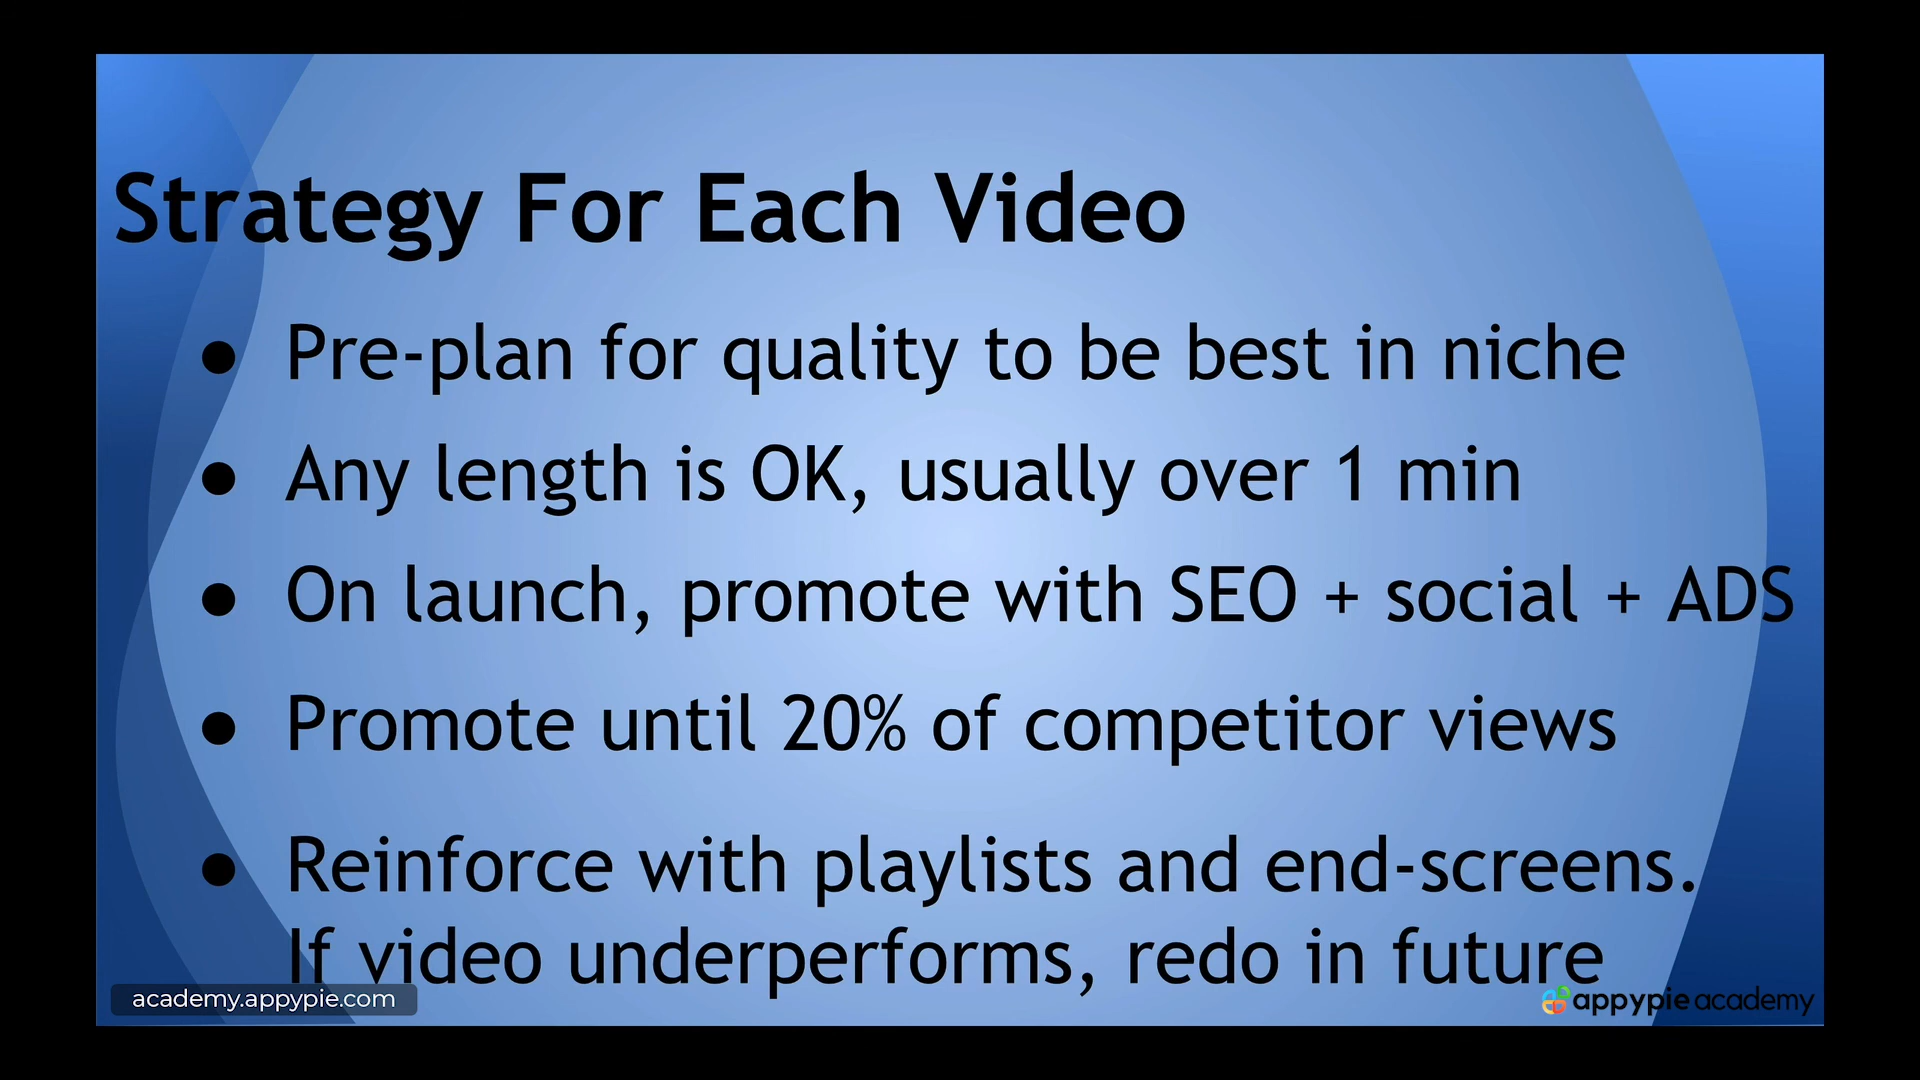 Strategy For Each Video
● Pre-plan for quality to be best in niche
● Any length is OK, usually over 1 min
● On launch, promote with SEO + social + ADS
● Promote until 20% of competitor views
● Reinforce with playlists and end-screens.
If video underperforms, redo in future
academy.appypie.com
appypie academy